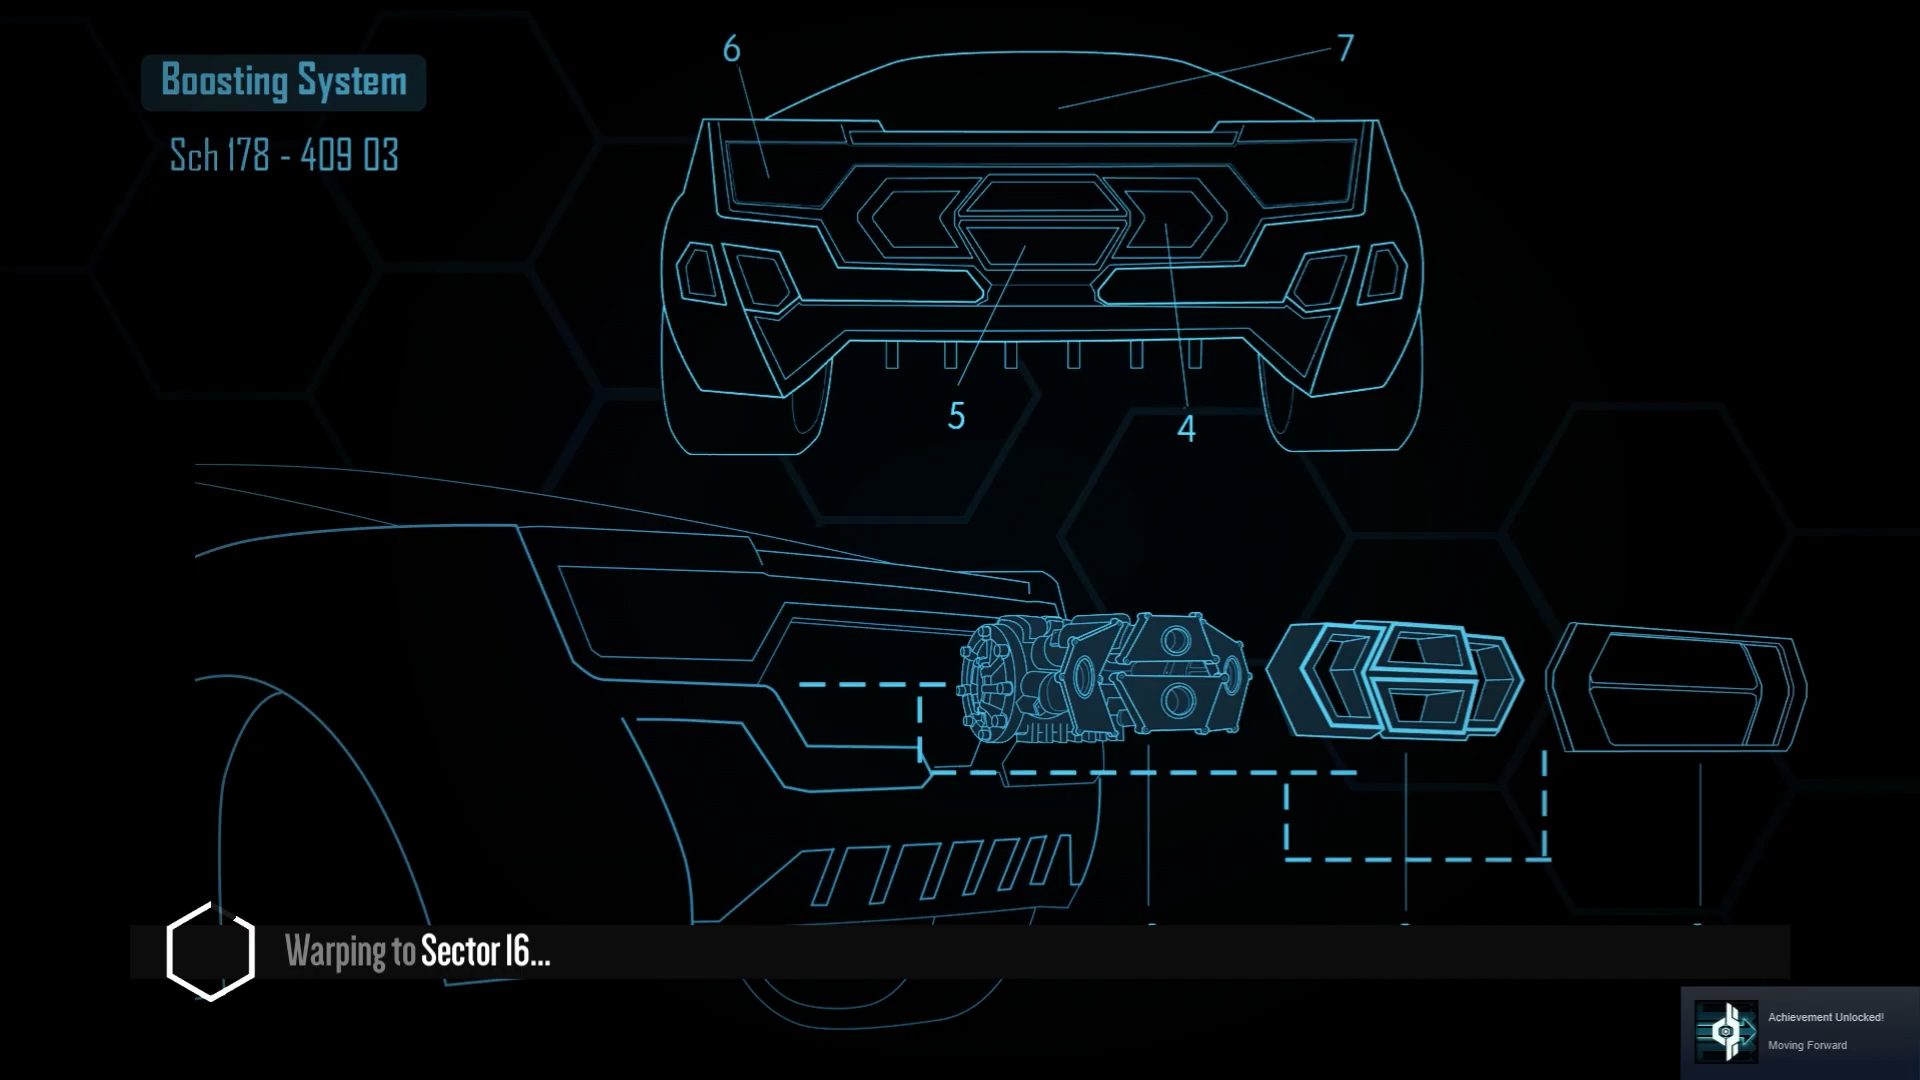 Boosting System
Sch 178 - 409 03
6
7
5
4
Warping to Sector 16...
Achievement Unlocked!
Moving Forward